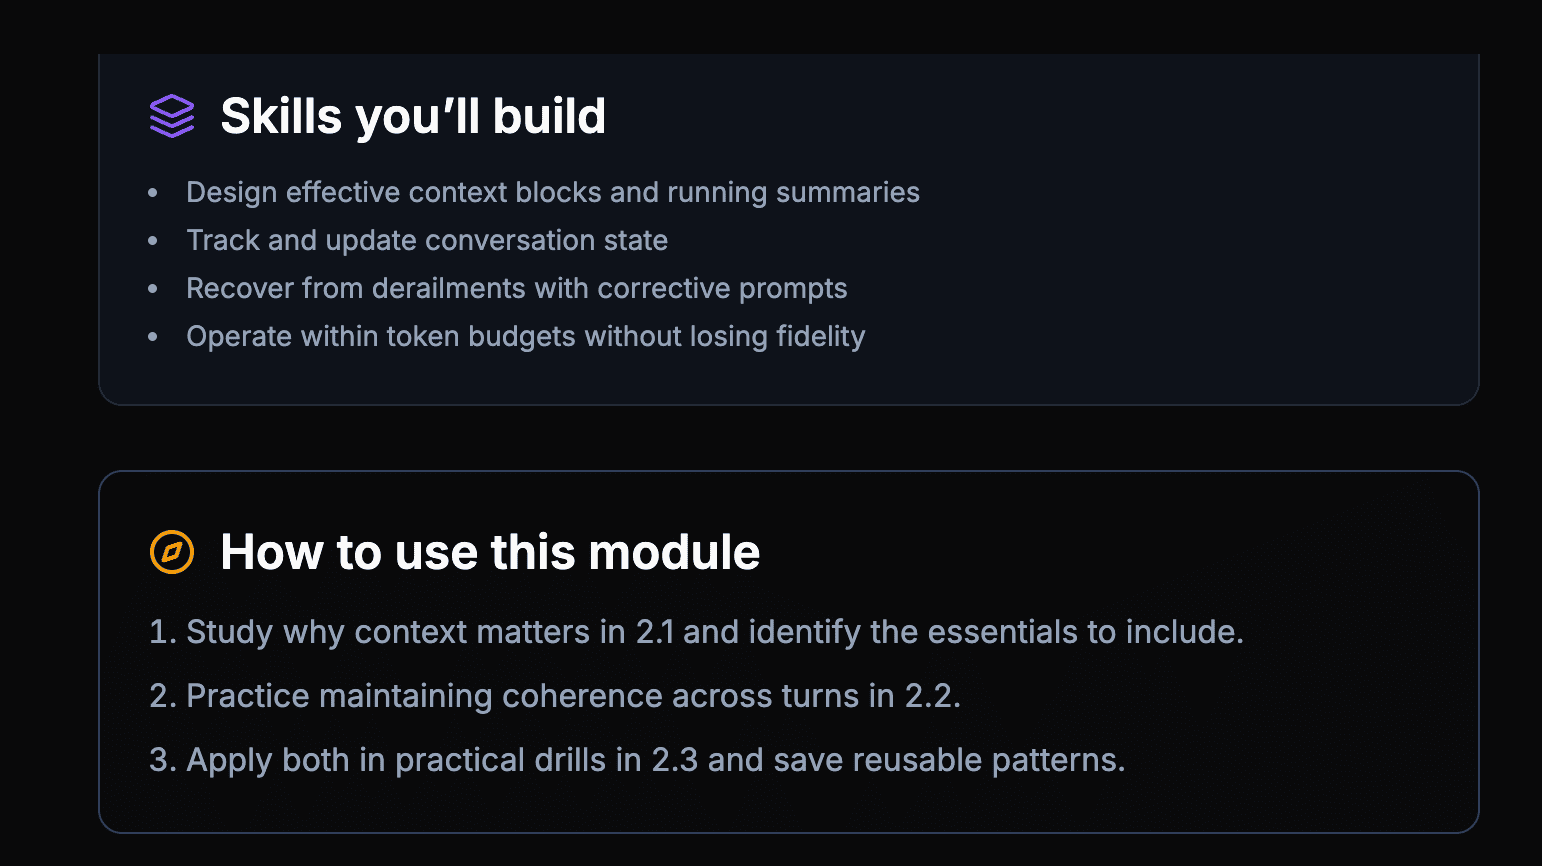 Skills you’ll build
• Design effective context blocks and running summaries
• Track and update conversation state
• Recover from derailments with corrective prompts
• Operate within token budgets without losing fidelity
How to use this module
1. Study why context matters in 2.1 and identify the essentials to include.
2. Practice maintaining coherence across turns in 2.2.
3. Apply both in practical drills in 2.3 and save reusable patterns.